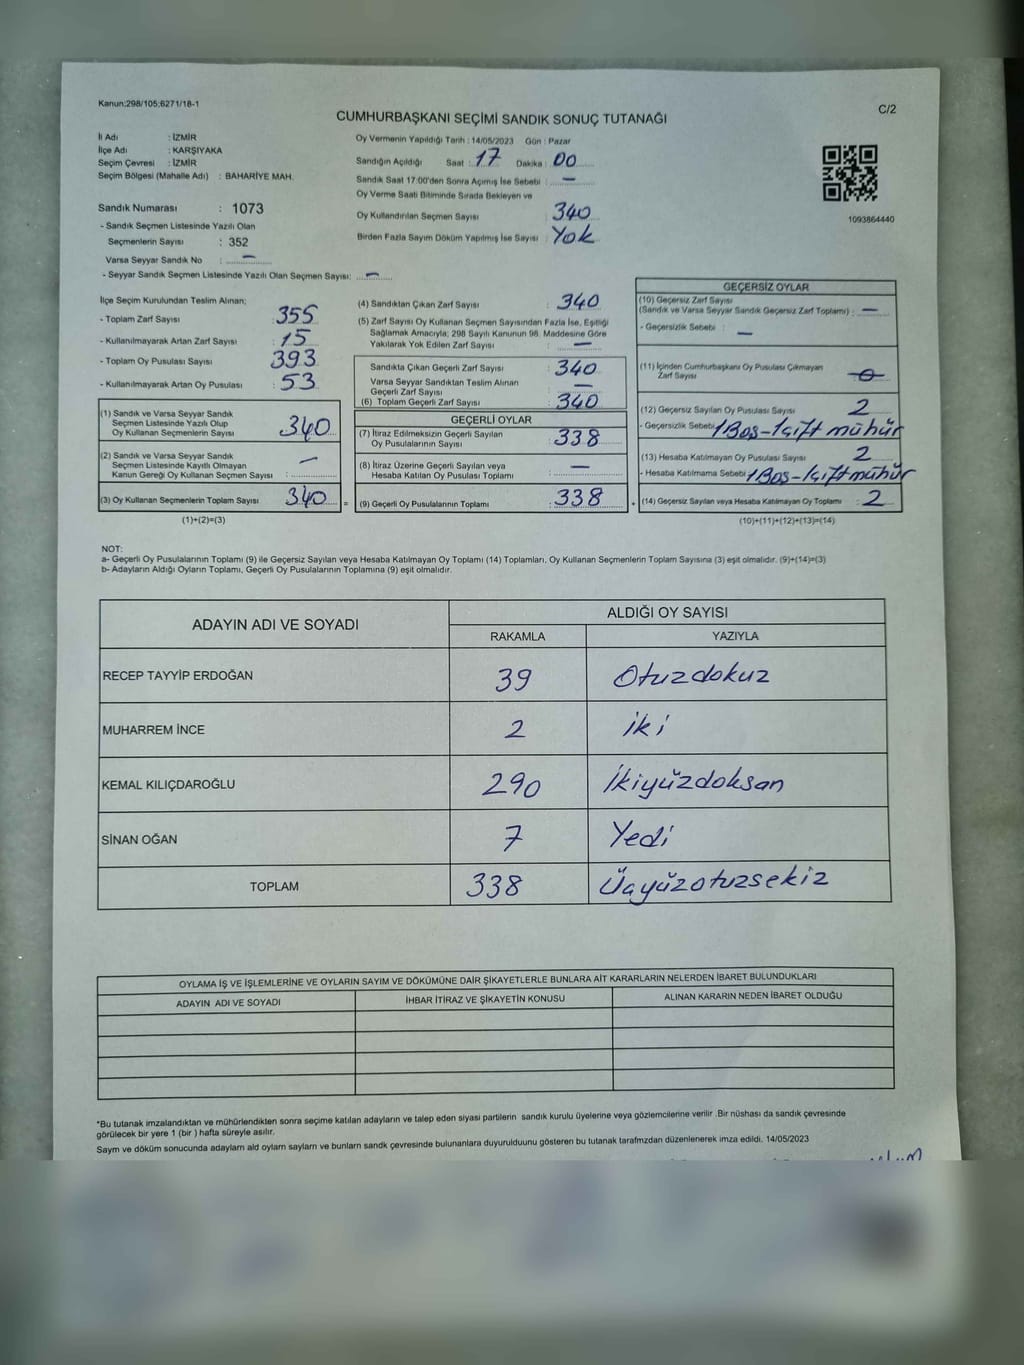 Kanun:298/105;6271/18-1
C/2
CUMHURBAŞKANI SEÇİMİ SANDIK SONUÇ TUTANAĞI
İl Adı : İZMİR
İlçe Adı : KARŞIYAKA
Seçim Çevresi : İZMİR
Seçim Bölgesi (Mahalle Adı) : BAHARİYE MAH.
Sandık Numarası : 1073
- Sandık Seçmen Listesinde Yazılı Olan
Seçmenlerin Sayısı : 352
Varsa Seyyar Sandık No : —
- Seyyar Sandık Seçmen Listesinde Yazılı Olan Seçmen Sayısı: —
Oy Vermenin Yapıldığı Tarih : 14/05/2023 Gün : Pazar
Sandığın Açıldığı Saat : 17 Dakika : 00
Sandık Saat 17:00'den Sonra Açımış İse Sebebi : —
Oy Verme Saati Bitiminde Sırada Bekleyen ve
Oy Kullandırılan Seçmen Sayısı : 340
Birden Fazla Sayım Döküm Yapılmış İse Sayısı : Yok
1093864440
İlçe Seçim Kurulundan Teslim Alınan;
- Toplam Zarf Sayısı : 355
- Kullanılmayarak Artan Zarf Sayısı : 15
- Toplam Oy Pusulası Sayısı : 393
- Kullanılmayarak Artan Oy Pusulası : 53
(1) Sandık ve Varsa Seyyar Sandık
Seçmen Listesinde Yazılı Olup
Oy Kullanan Seçmenlerin Sayısı : 340
(2) Sandık ve Varsa Seyyar Sandık
Seçmen Listesinde Kayıtlı Olmayan
Kanun Gereği Oy Kullanan Seçmen Sayısı : —
(3) Oy Kullanan Seçmenlerin Toplam Sayısı : 340 =
(1)+(2)=(3)
(4) Sandıktan Çıkan Zarf Sayısı : 340
(5) Zarf Sayısı Oy Kullanan Seçmen Sayısından Fazla İse, Eşitliği
Sağlamak Amacıyla; 298 Sayılı Kanunun 98. Maddesine Göre
Yakılarak Yok Edilen Zarf Sayısı : —
Sandıkta Çıkan Geçerli Zarf Sayısı : 340
Varsa Seyyar Sandıktan Teslim Alınan
Geçerli Zarf Sayısı : —
(6) Toplam Geçerli Zarf Sayısı : 340
GEÇERLİ OYLAR
(7) İtiraz Edilmeksizin Geçerli Sayılan
Oy Pusulalarının Sayısı : 338
(8) İtiraz Üzerine Geçerli Sayılan veya
Hesaba Katılan Oy Pusulası Toplamı : —
(9) Geçerli Oy Pusulalarının Toplamı : 338 +
GEÇERSİZ OYLAR
(10) Geçersiz Zarf Sayısı
(Sandık ve Varsa Seyyar Sandık Geçersiz Zarf Toplamı) : —
- Geçersizlik Sebebi : —
(11) İçinden Cumhurbaşkanı Oy Pusulası Çıkmayan
Zarf Sayısı 0
(12) Geçersiz Sayılan Oy Pusulası Sayısı : 2
- Geçersizlik Sebebi : 1Boş-1çift mühür
(13) Hesaba Katılmayan Oy Pusulası Sayısı : 2
- Hesaba Katılmama Sebebi : 1Boş-1çift mühür
(14) Geçersiz Sayılan veya Hesaba Katılmayan Oy Toplamı : 2
(10)+(11)+(12)+(13)=(14)
NOT:
a- Geçerli Oy Pusulalarının Toplamı (9) ile Geçersiz Sayılan veya Hesaba Katılmayan Oy Toplamı (14) Toplamları, Oy Kullanan Seçmenlerin Toplam Sayısına (3) eşit olmalıdır. (9)+(14)=(3)
b- Adayların Aldığı Oyların Toplamı, Geçerli Oy Pusulalarının Toplamına (9) eşit olmalıdır.
ADAYIN ADI VE SOYADI ALDIĞI OY SAYISI
RAKAMLA YAZIYLA
RECEP TAYYİP ERDOĞAN 39 Otuzdokuz
MUHARREM İNCE 2 iki
KEMAL KILIÇDAROĞLU 290 İkiyüzdoksan
SİNAN OĞAN 7 Yedi
TOPLAM 338 Üçyüzotuzsekiz
OYLAMA İŞ VE İŞLEMLERİNE VE OYLARIN SAYIM VE DÖKÜMÜNE DAİR ŞİKAYETLERLE BUNLARA AİT KARARLARIN NELERDEN İBARET BULUNDUKLARI
ADAYIN ADI VE SOYADI İHBAR İTİRAZ VE ŞİKAYETİN KONUSU ALINAN KARARIN NEDEN İBARET OLDUĞU
*Bu tutanak imzalandıktan ve mühürlendikten sonra seçime katılan adayların ve talep eden siyasi partilerin sandık kurulu üyelerine veya gözlemcilerine verilir .Bir nüshası da sandık çevresinde
görülecek bir yere 1 (bir ) hafta süreyle asılır.
Saym ve döküm sonucunda adaylarn ald oylarn saylarn ve bunlarn sandk çevresinde bulunanlara duyurulduunu gösteren bu tutanak tarafmzdan düzenlenerek imza edildi. 14/05/2023